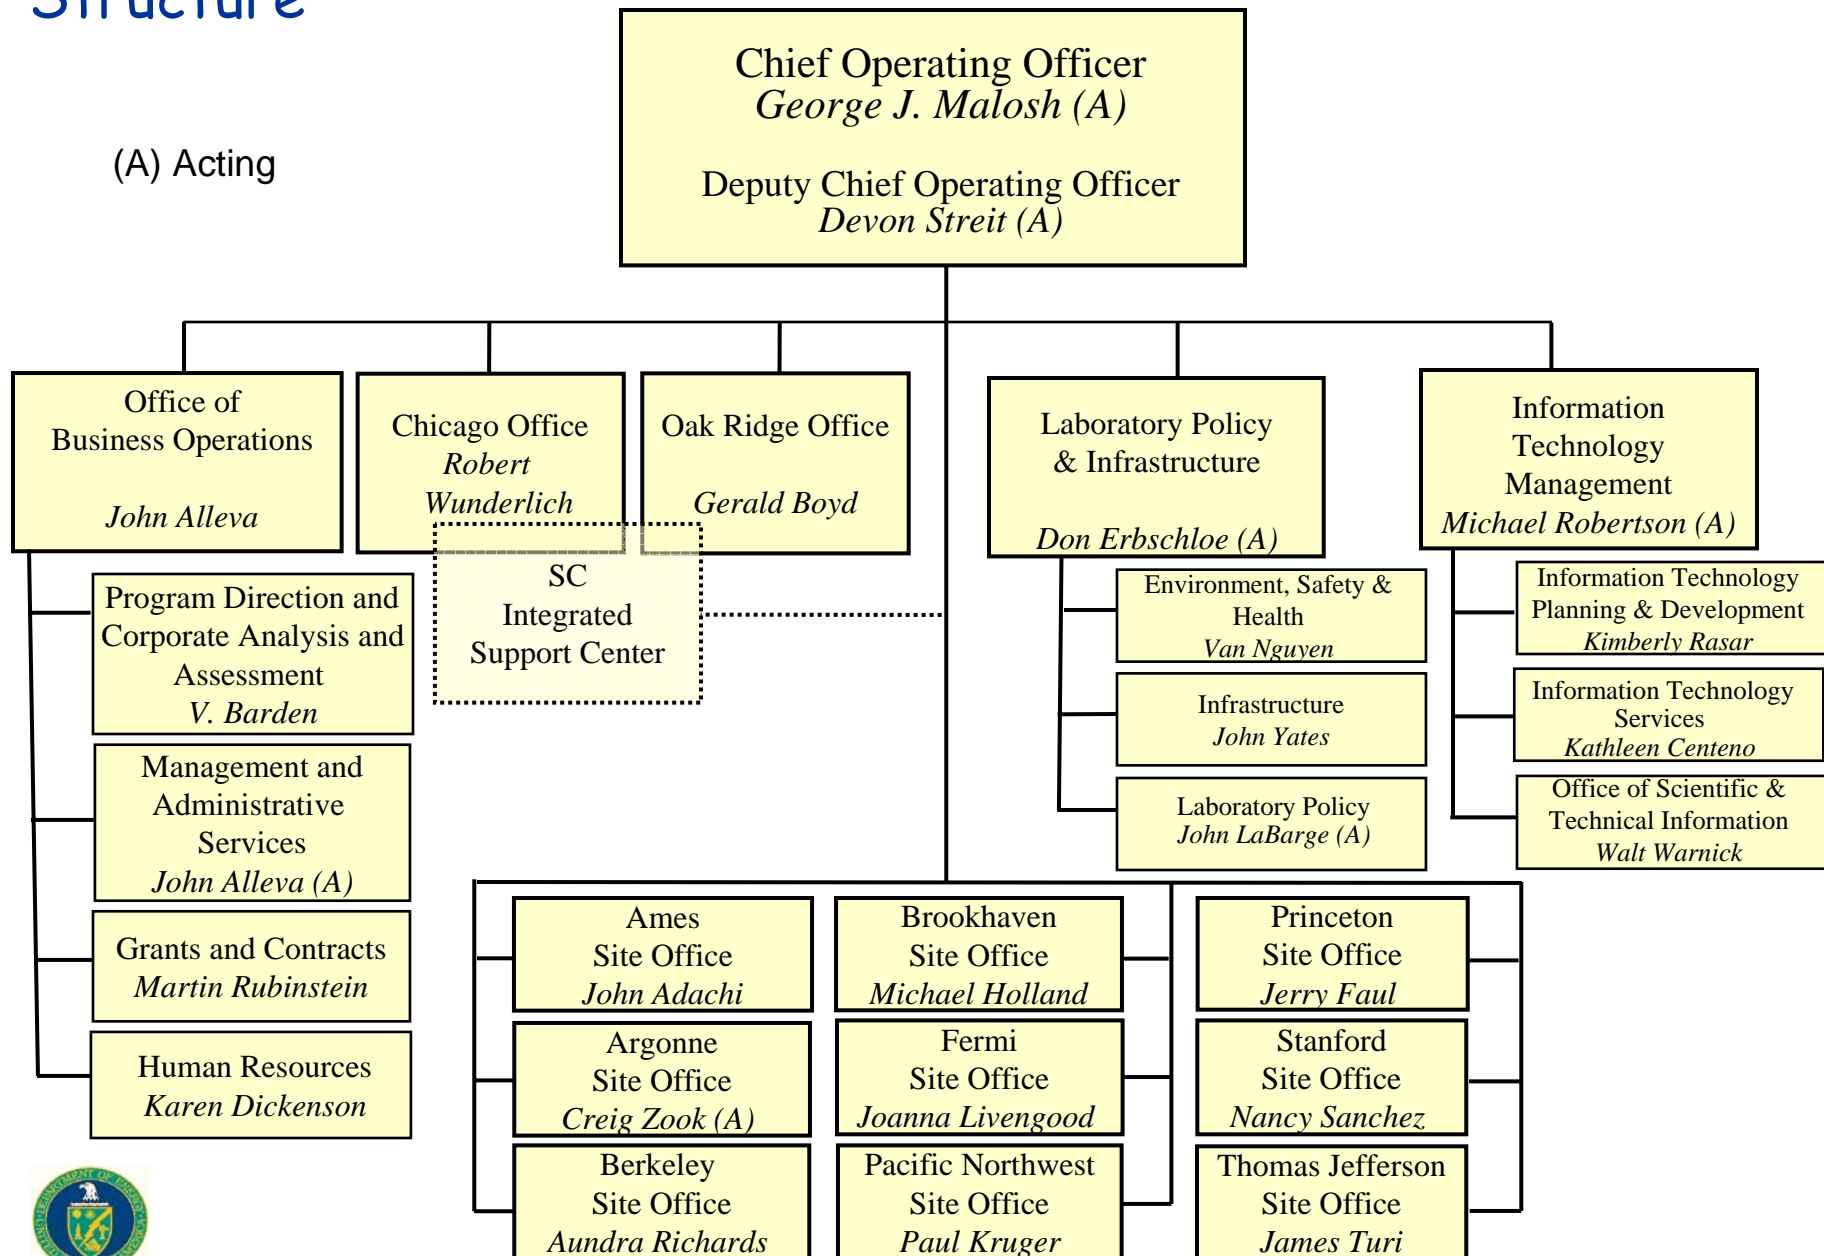 Structure
(A) Acting
Chief Operating Officer
George J. Malosh (A)
Deputy Chief Operating Officer
Devon Streit (A)
Office of
Business Operations
John Alleva
Chicago Office
Robert
Wunderlich
Oak Ridge Office
Gerald Boyd
Laboratory Policy
& Infrastructure
Don Erbschloe (A)
Information
Technology
Management
Michael Robertson (A)
SC
Integrated
Support Center
Program Direction and
Corporate Analysis and
Assessment
V. Barden
Management and
Administrative
Services
John Alleva (A)
Grants and Contracts
Martin Rubinstein
Human Resources
Karen Dickenson
Environment, Safety &
Health
Van Nguyen
Infrastructure
John Yates
Laboratory Policy
John LaBarge (A)
Information Technology
Planning & Development
Kimberly Rasar
Information Technology
Services
Kathleen Centeno
Office of Scientific &
Technical Information
Walt Warnick
Ames
Site Office
John Adachi
Argonne
Site Office
Creig Zook (A)
Berkeley
Site Office
Aundra Richards
Brookhaven
Site Office
Michael Holland
Fermi
Site Office
Joanna Livengood
Pacific Northwest
Site Office
Paul Kruger
Princeton
Site Office
Jerry Faul
Stanford
Site Office
Nancy Sanchez
Thomas Jefferson
Site Office
James Turi